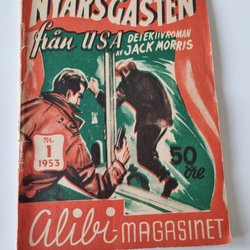 NYÅRSGÄSTEN
från USA
DETEKTIVROMAN
AV JACK MORRIS
Nr
1
1953
50
öre
Alibi-MAGASINET